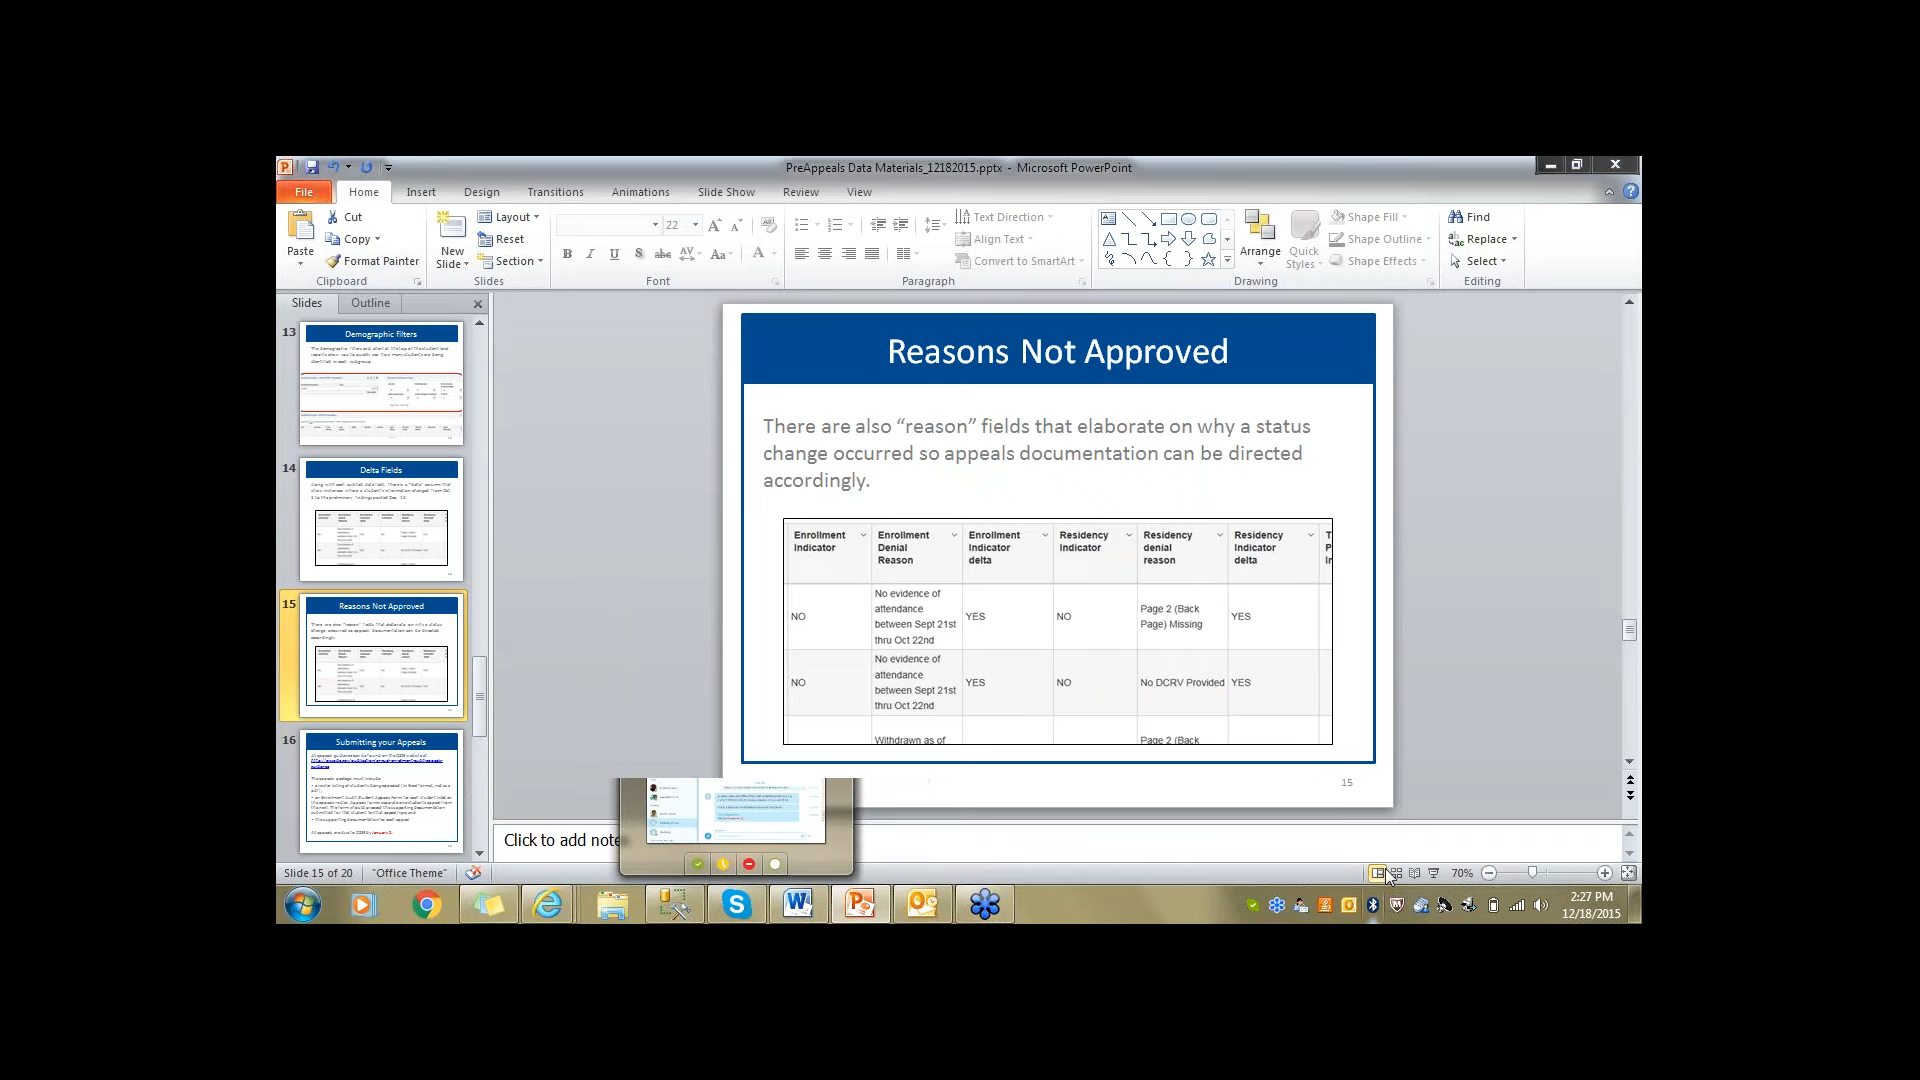 PreAppeals Data Materials_12182015.pptx - Microsoft PowerPoint
File Home Insert Design Transitions Animations Slide Show Review View
Paste
Cut
Copy
Format Painter
Clipboard
New
Slide
Layout
Reset
Section
Slides
22
Font
Text Direction
Align Text
Convert to SmartArt
Paragraph
Arrange
Quick
Styles
Shape Fill
Shape Outline
Shape Effects
Drawing
Find
Replace
Select
Editing
Slides Outline
13
Demographic filters
14
Delta Fields
15
Reasons Not Approved
16
Submitting your Appeals
Reasons Not Approved
There are also “reason” fields that elaborate on why a status
change occurred so appeals documentation can be directed
accordingly.
Enrollment Indicator
Enrollment Denial Reason
Enrollment Indicator delta
Residency Indicator
Residency denial reason
Residency Indicator delta
NO
No evidence of
attendance
between Sept 21st
thru Oct 22nd
YES
NO
Page 2 (Back
Page) Missing
YES
NO
No evidence of
attendance
between Sept 21st
thru Oct 22nd
YES
NO
No DCRV Provided
YES
Withdrawn as of
Page 2 (Back
15
Click to add note
Slide 15 of 20 "Office Theme" 70%
2:27 PM
12/18/2015